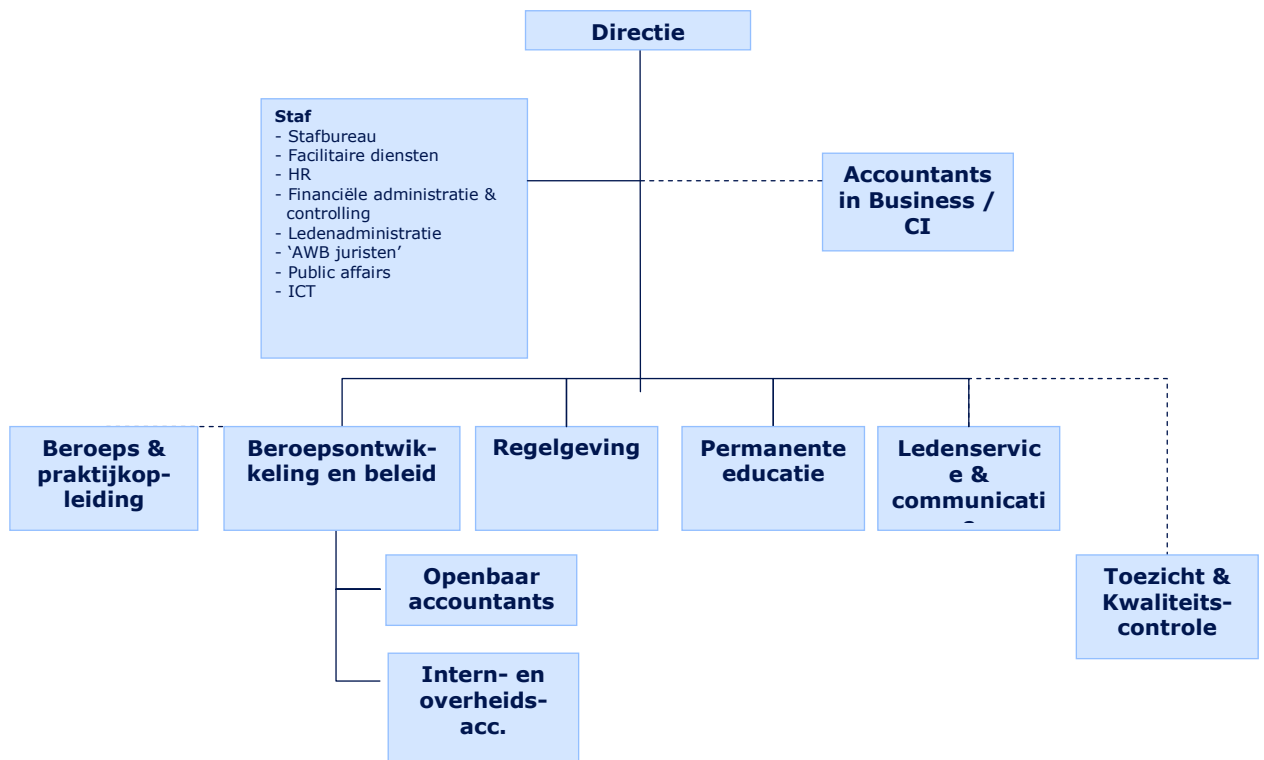 Directie
Staf
- Stafbureau
- Facilitaire diensten
- HR
- Financiële administratie &
controlling
- Ledenadministratie
- ‘AWB juristen’
- Public affairs
- ICT
Accountants
in Business /
CI
Beroeps &
praktijkop-
leiding
Beroepsontwik-
keling en beleid
Regelgeving
Permanente
educatie
Ledenservic
e &
communicati
Openbaar
accountants
Intern- en
overheids-
acc.
Toezicht &
Kwaliteits-
controle